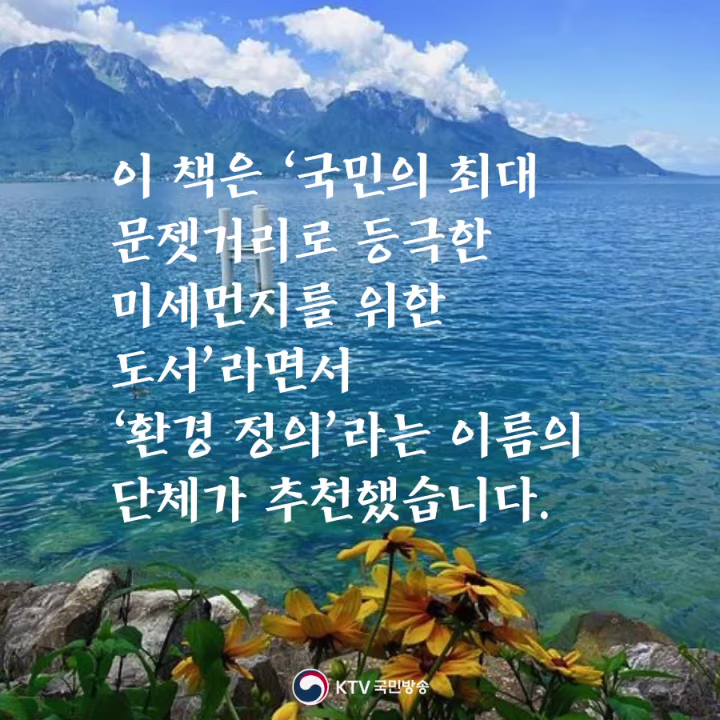 이 책은 ‘국민의 최대
문젯거리로 등극한
미세먼지를 위한
도서’라면서
‘환경 정의’라는 이름의
단체가 추천했습니다.
KTV 국민방송